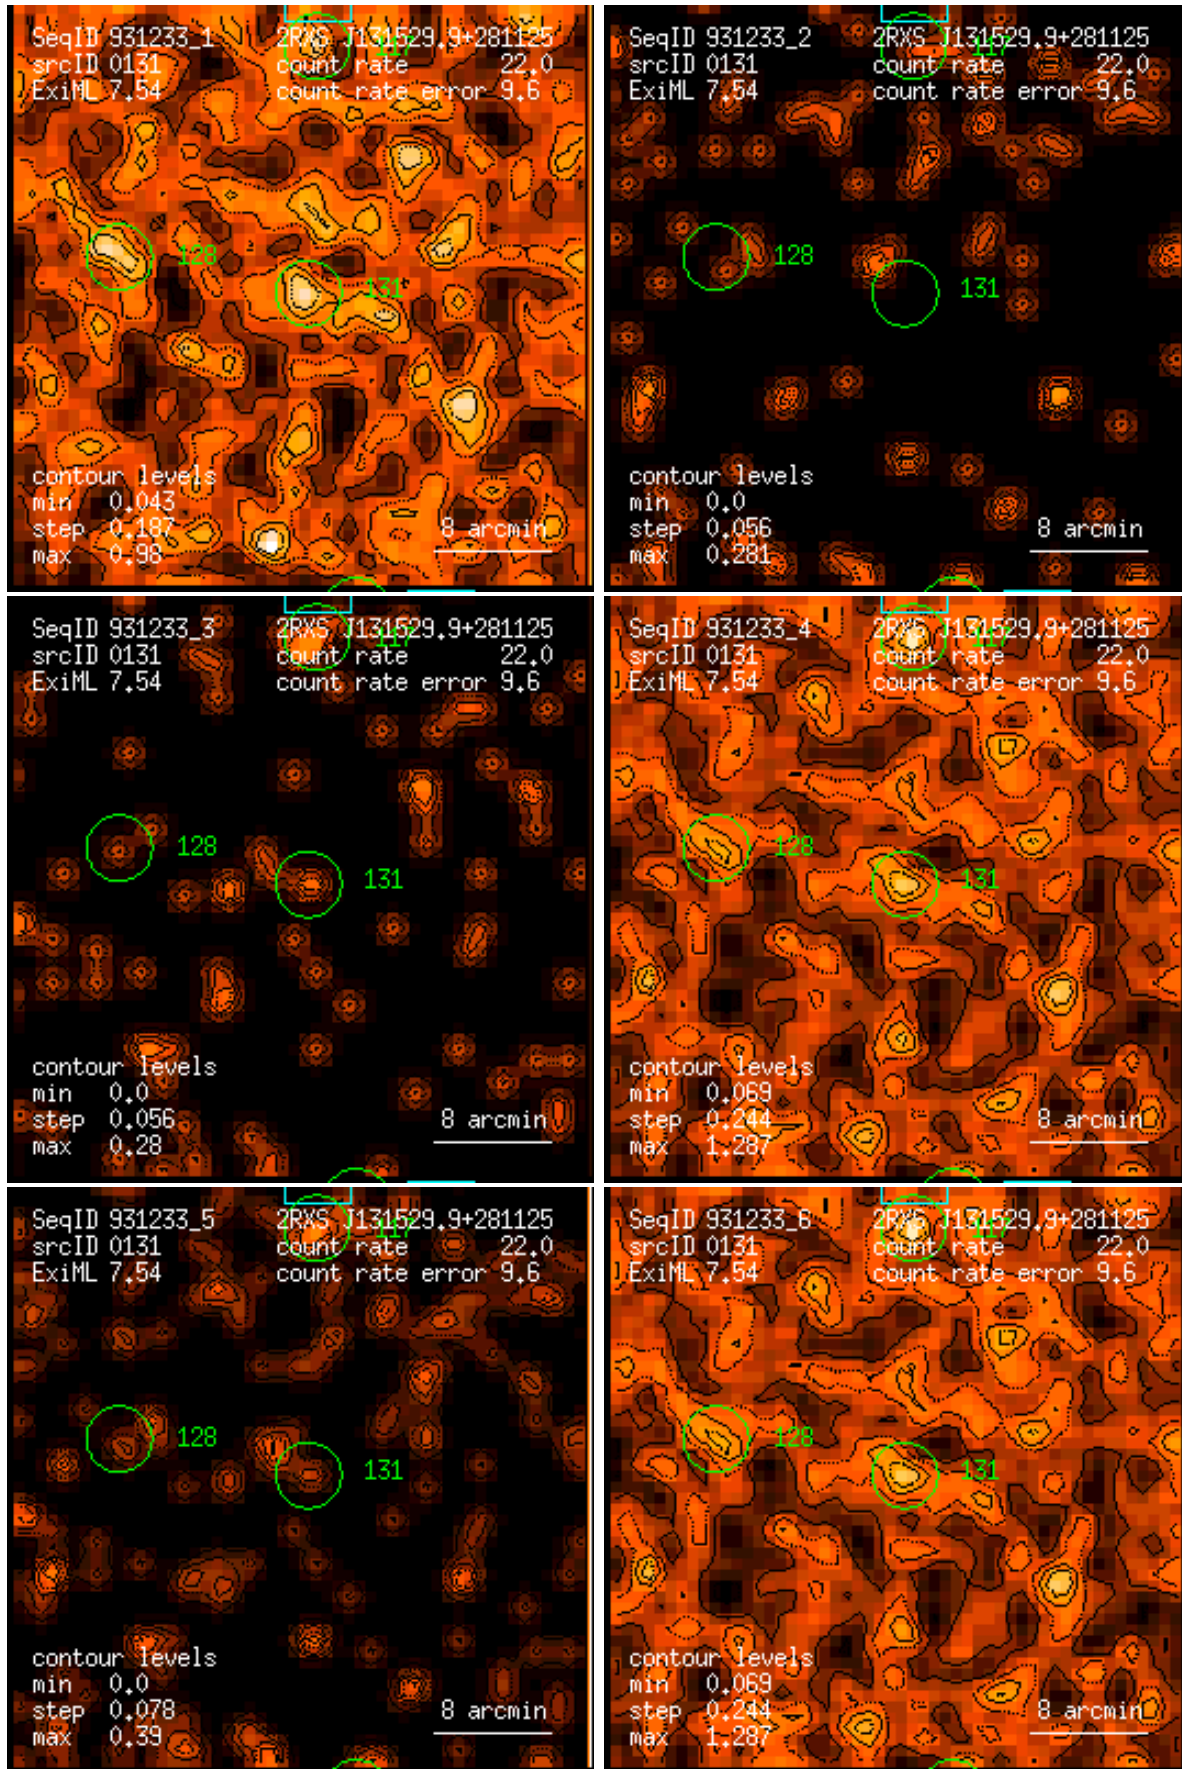 SeqID 931233_1 2RXS J131529.9+281125
117
srcID 0131 count rate 22.0
ExiML 7.54 count rate error 9.6
128
131
contour levels
min 0.043
step 0.187
max 0.98
8 arcmin
SeqID 931233_2 2RXS J131529.9+281125
117
srcID 0131 count rate 22.0
ExiML 7.54 count rate error 9.6
128
131
contour levels
min 0.0
step 0.056
max 0.281
8 arcmin
SeqID 931233_3 2RXS J131529.9+281125
117
srcID 0131 count rate 22.0
ExiML 7.54 count rate error 9.6
128
131
contour levels
min 0.0
step 0.056
max 0.28
8 arcmin
SeqID 931233_4 2RXS J131529.9+281125
117
srcID 0131 count rate 22.0
ExiML 7.54 count rate error 9.6
128
131
contour levels
min 0.069
step 0.244
max 1.287
8 arcmin
SeqID 931233_5 2RXS J131529.9+281125
117
srcID 0131 count rate 22.0
ExiML 7.54 count rate error 9.6
128
131
contour levels
min 0.0
step 0.078
max 0.39
8 arcmin
SeqID 931233_6 2RXS J131529.9+281125
117
srcID 0131 count rate 22.0
ExiML 7.54 count rate error 9.6
128
131
contour levels
min 0.069
step 0.244
max 1.287
8 arcmin